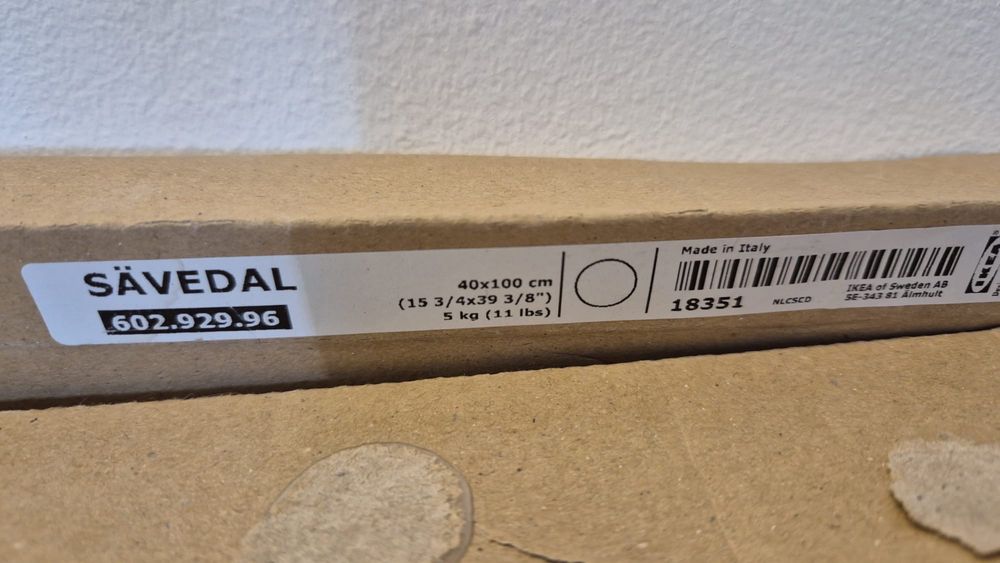 SÄVEDAL
602.929.96
40x100 cm
(15 3/4x39 3/8")
5 kg (11 lbs)
Made in Italy
18351
NLCSCD
IKEA of Sweden AB
SE-343 81 Älmhult
IKEA